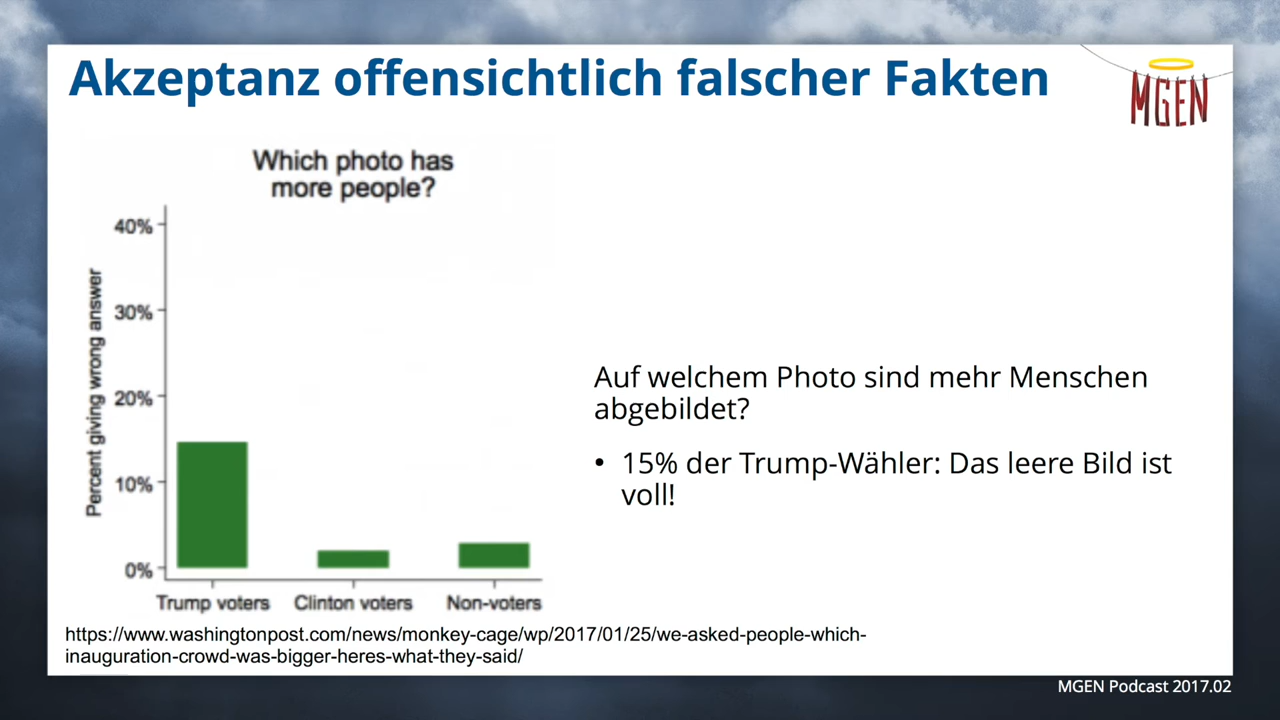 Akzeptanz offensichtlich falscher Fakten
MGEN
Which photo has
more people?
Percent giving wrong answer
40%
30%
20%
10%
0%
Trump voters Clinton voters Non-voters
Auf welchem Photo sind mehr Menschen
abgebildet?
• 15% der Trump-Wähler: Das leere Bild ist
voll!
https://www.washingtonpost.com/news/monkey-cage/wp/2017/01/25/we-asked-people-which-
inauguration-crowd-was-bigger-heres-what-they-said/
MGEN Podcast 2017.02